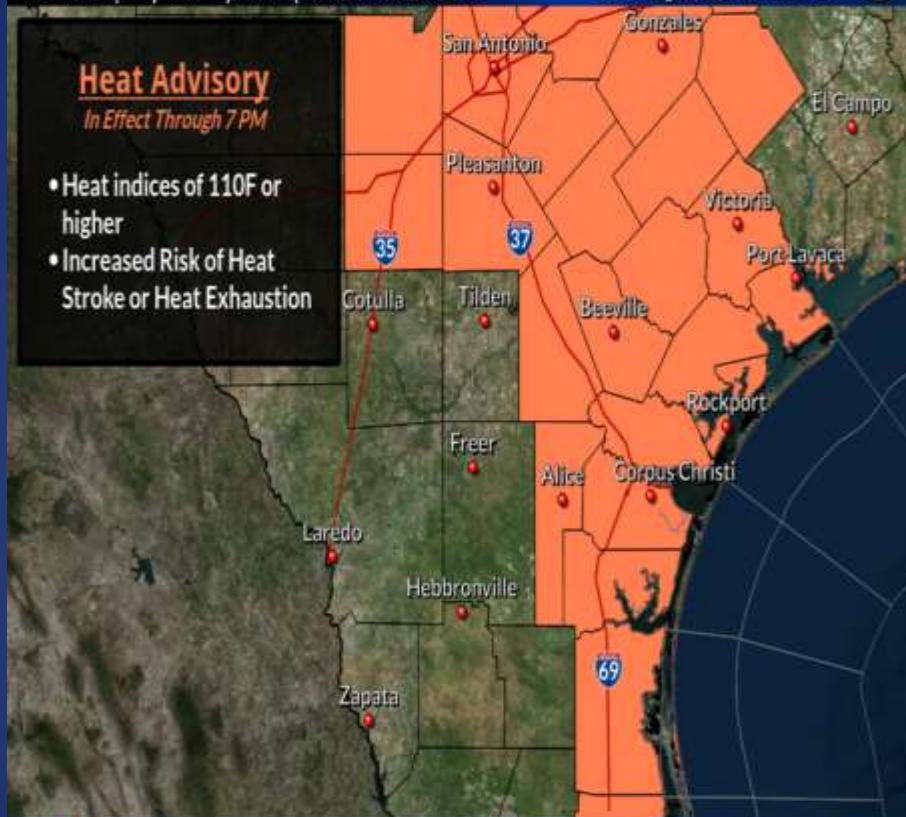 Heat Advisory
In Effect Through 7 PM
• Heat indices of 110F or
higher
• Increased Risk of Heat
Stroke or Heat Exhaustion
San Antonio
Gonzales
El Campo
Pleasanton
Victoria
35
37
Port Lavaca
Cotulla
Tilden
Beeville
Rockport
Freer
Alice
Corpus Christi
Laredo
Hebbronville
69
Zapata